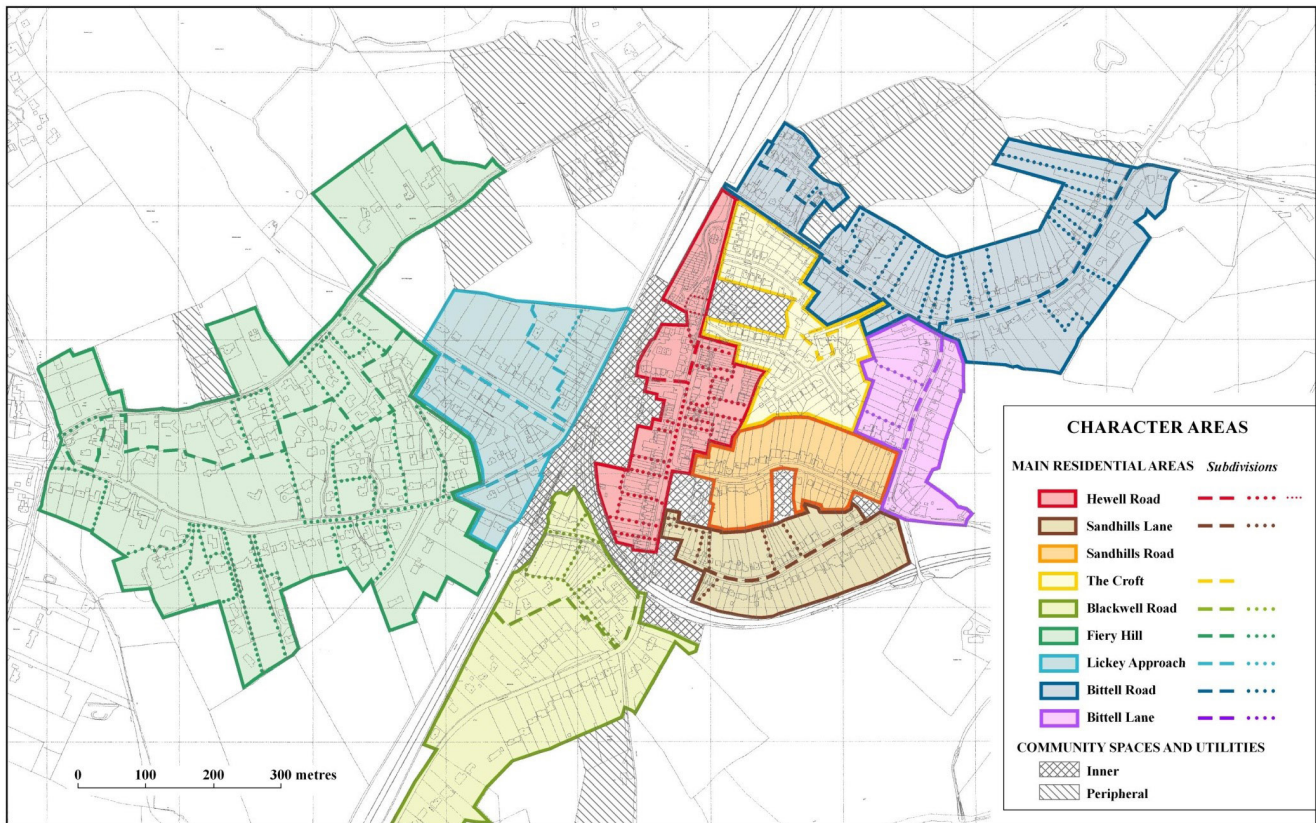 CHARACTER AREAS
MAIN RESIDENTIAL AREAS Subdivisions
Hewell Road
Sandhills Lane
Sandhills Road
The Croft
Blackwell Road
Fiery Hill
Lickey Approach
Bittell Road
Bittell Lane
COMMUNITY SPACES AND UTILITIES
Inner
Peripheral
0 100 200 300 metres